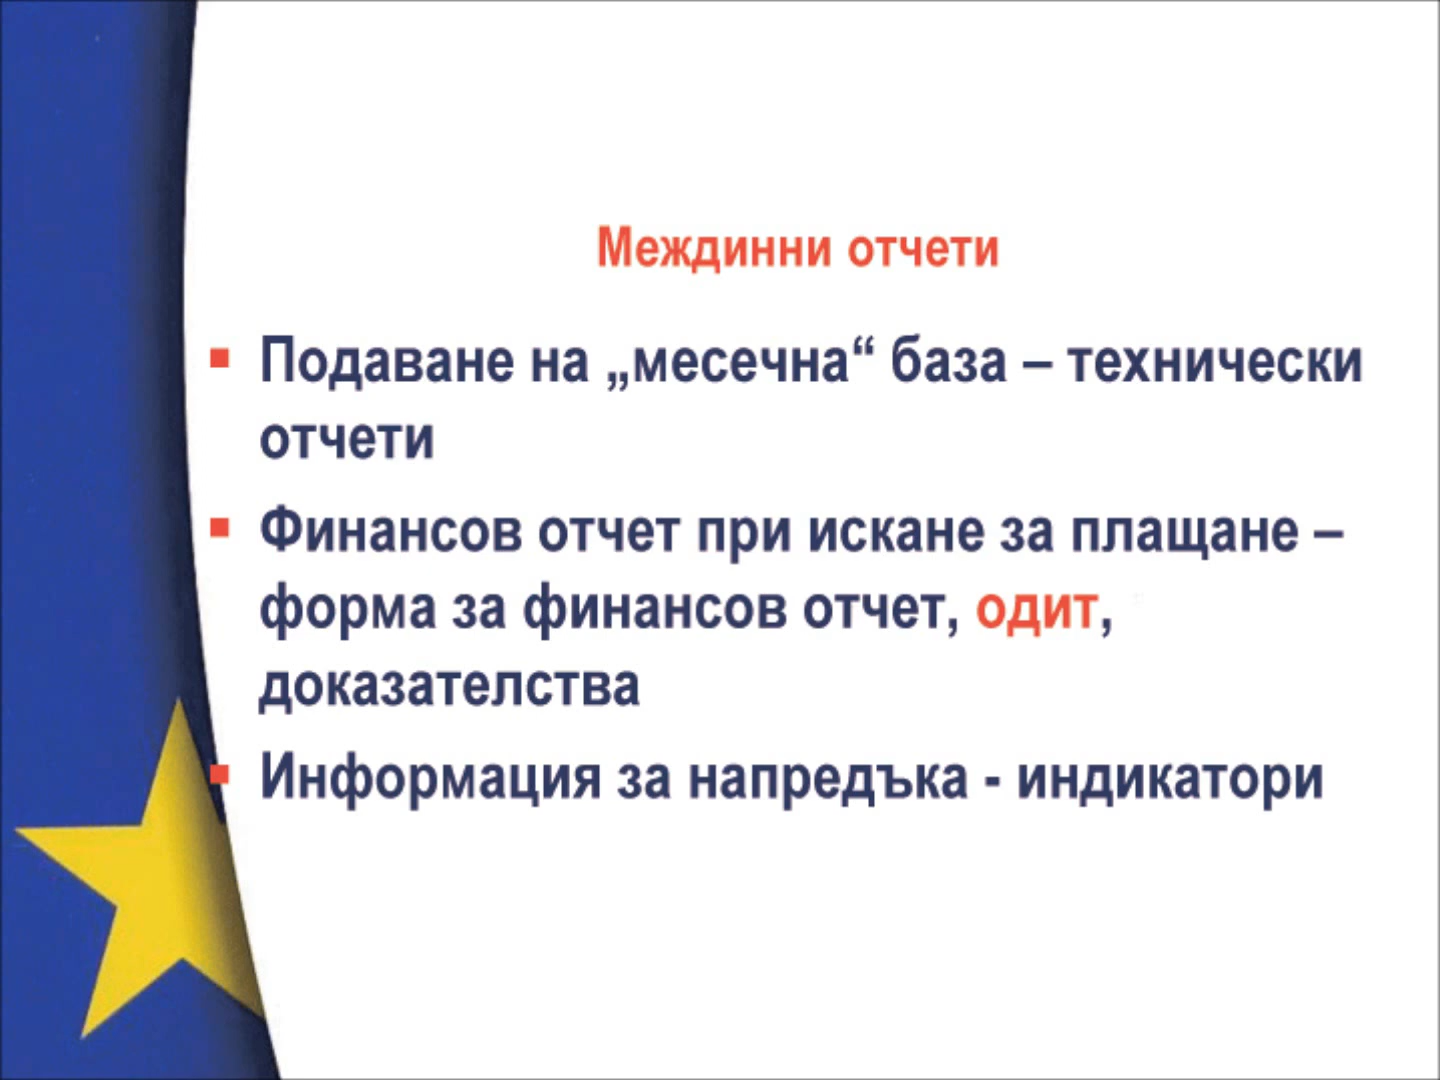 Междинни отчети
Подаване на „месечна“ база – технически
отчети
Финансов отчет при искане за плащане –
форма за финансов отчет, одит,
доказателства
Информация за напредъка - индикатори